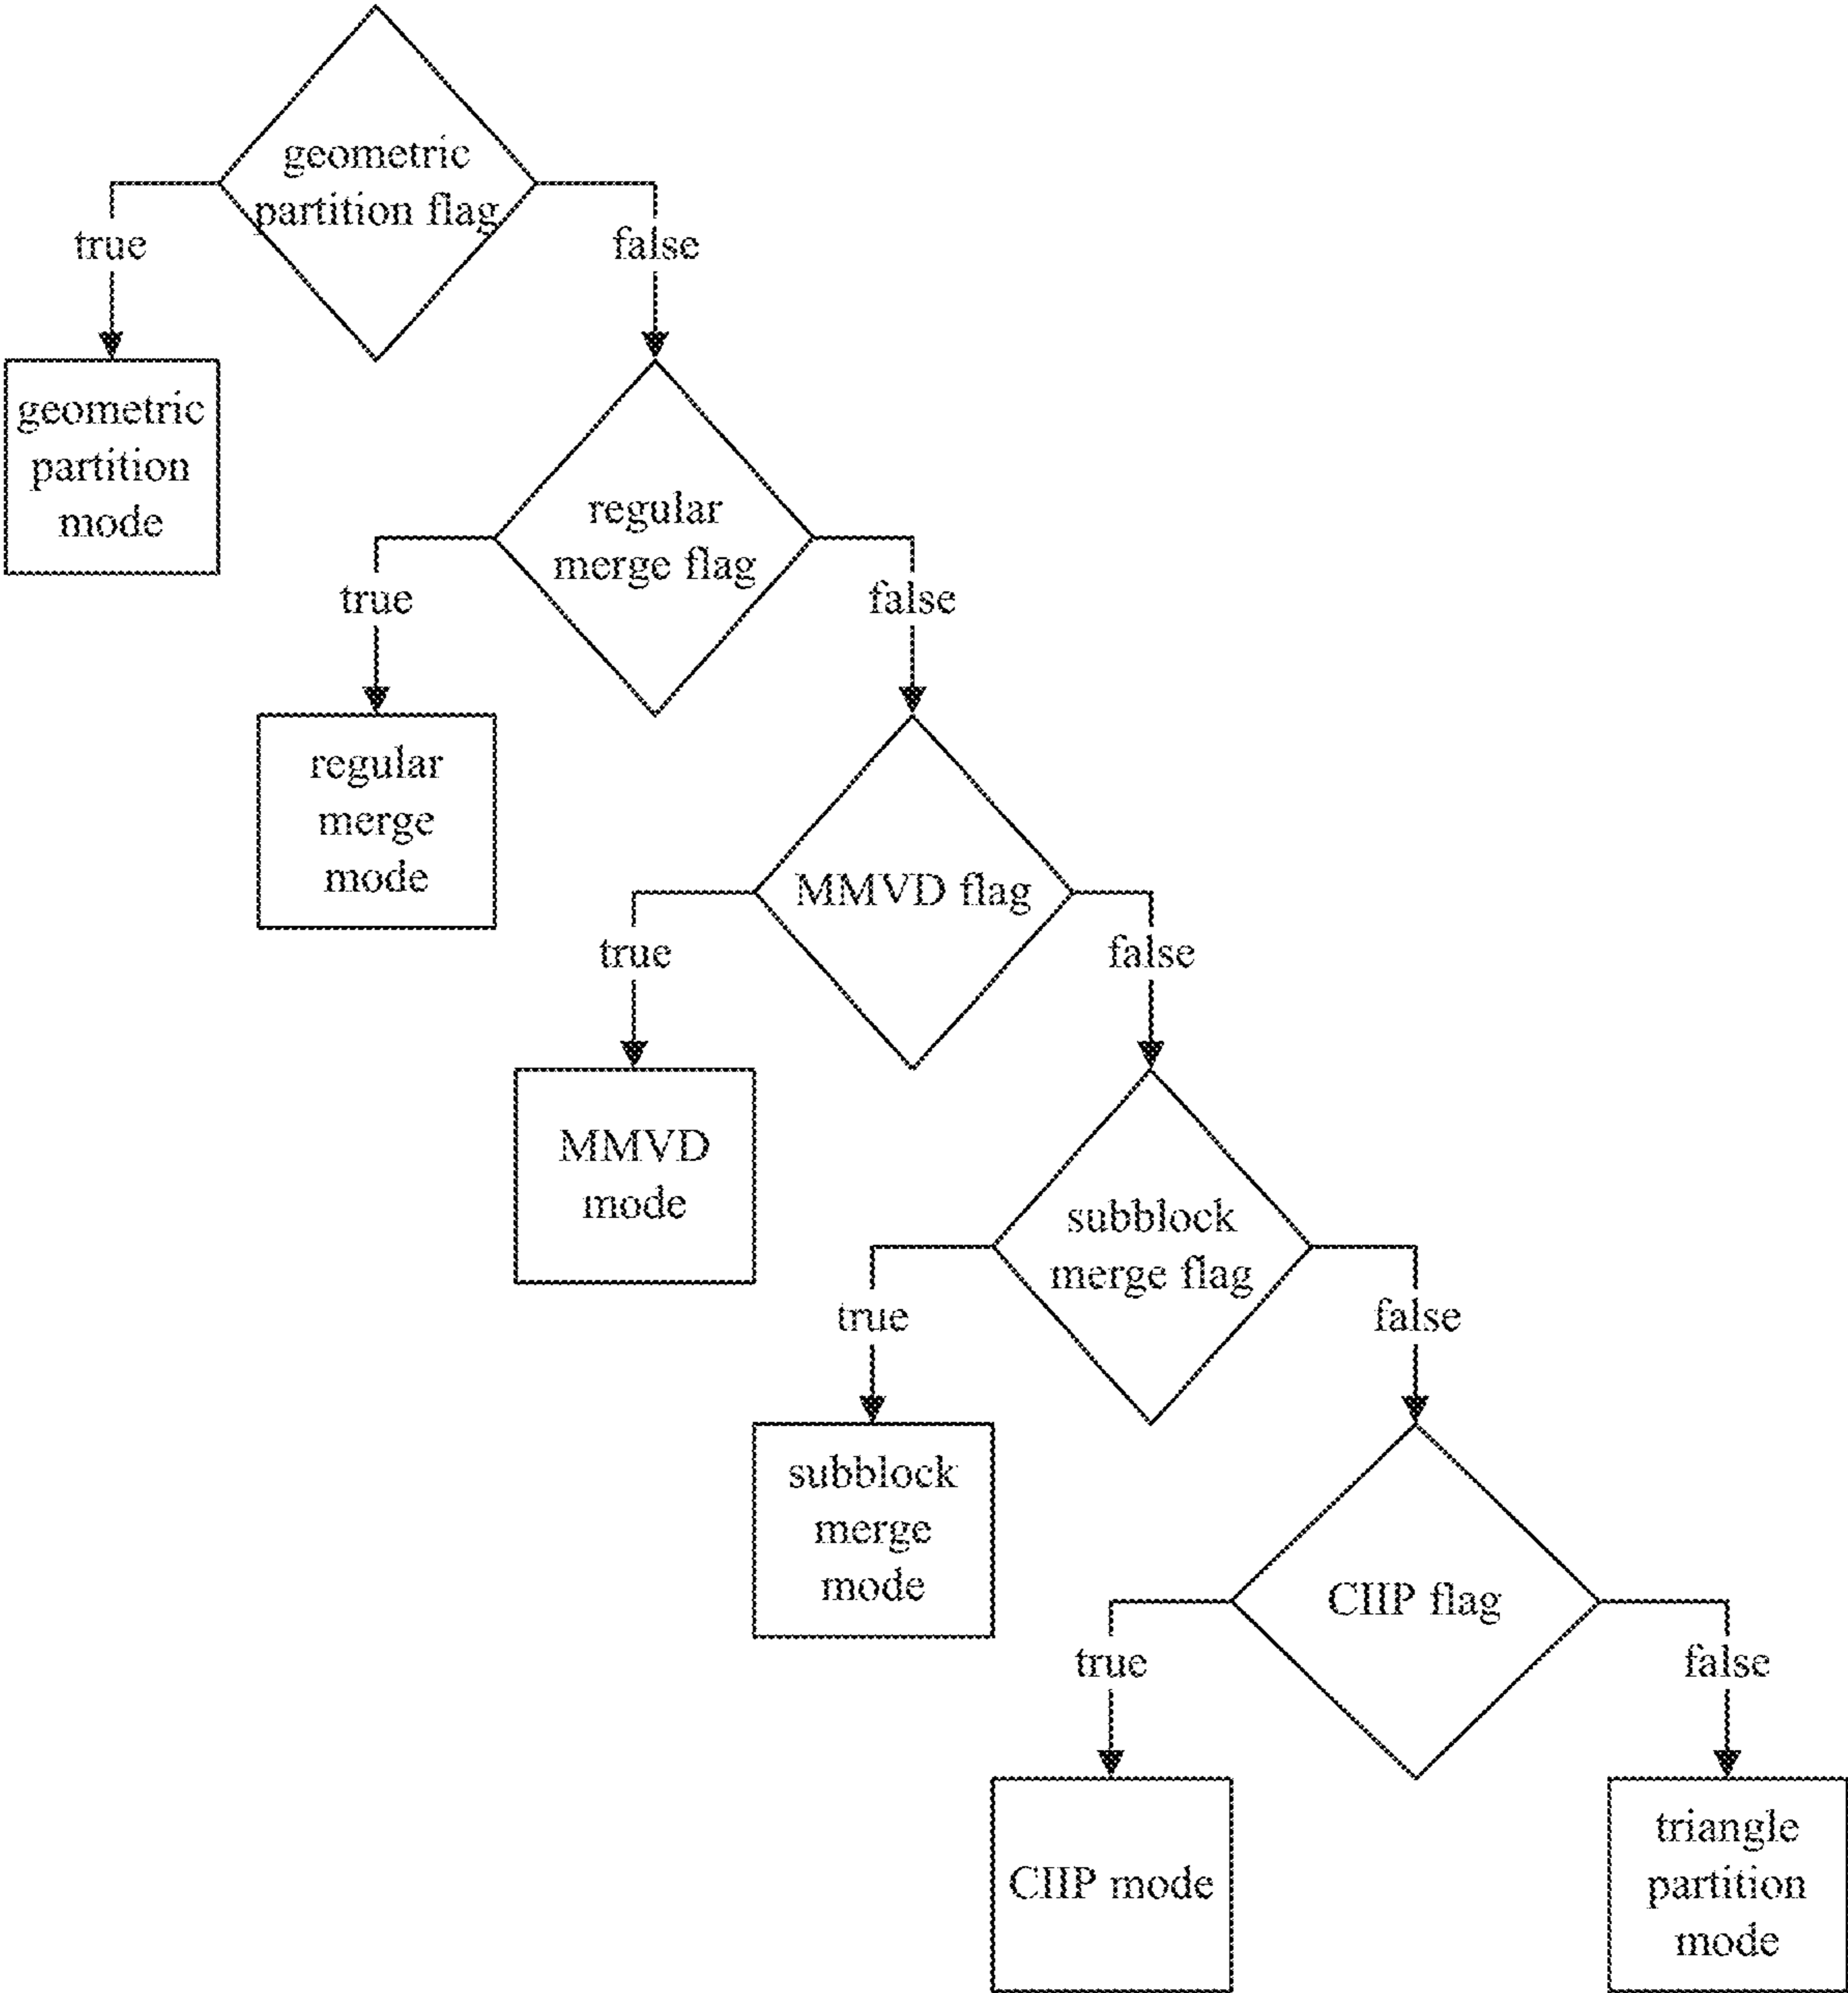 geometric
partition flag
true
false
geometric
partition
mode
regular
merge flag
true
false
regular
merge
mode
MMVD flag
true
false
MMVD
mode
subblock
merge flag
true
false
subblock
merge
mode
CIIP flag
true
false
CIIP mode
triangle
partition
mode